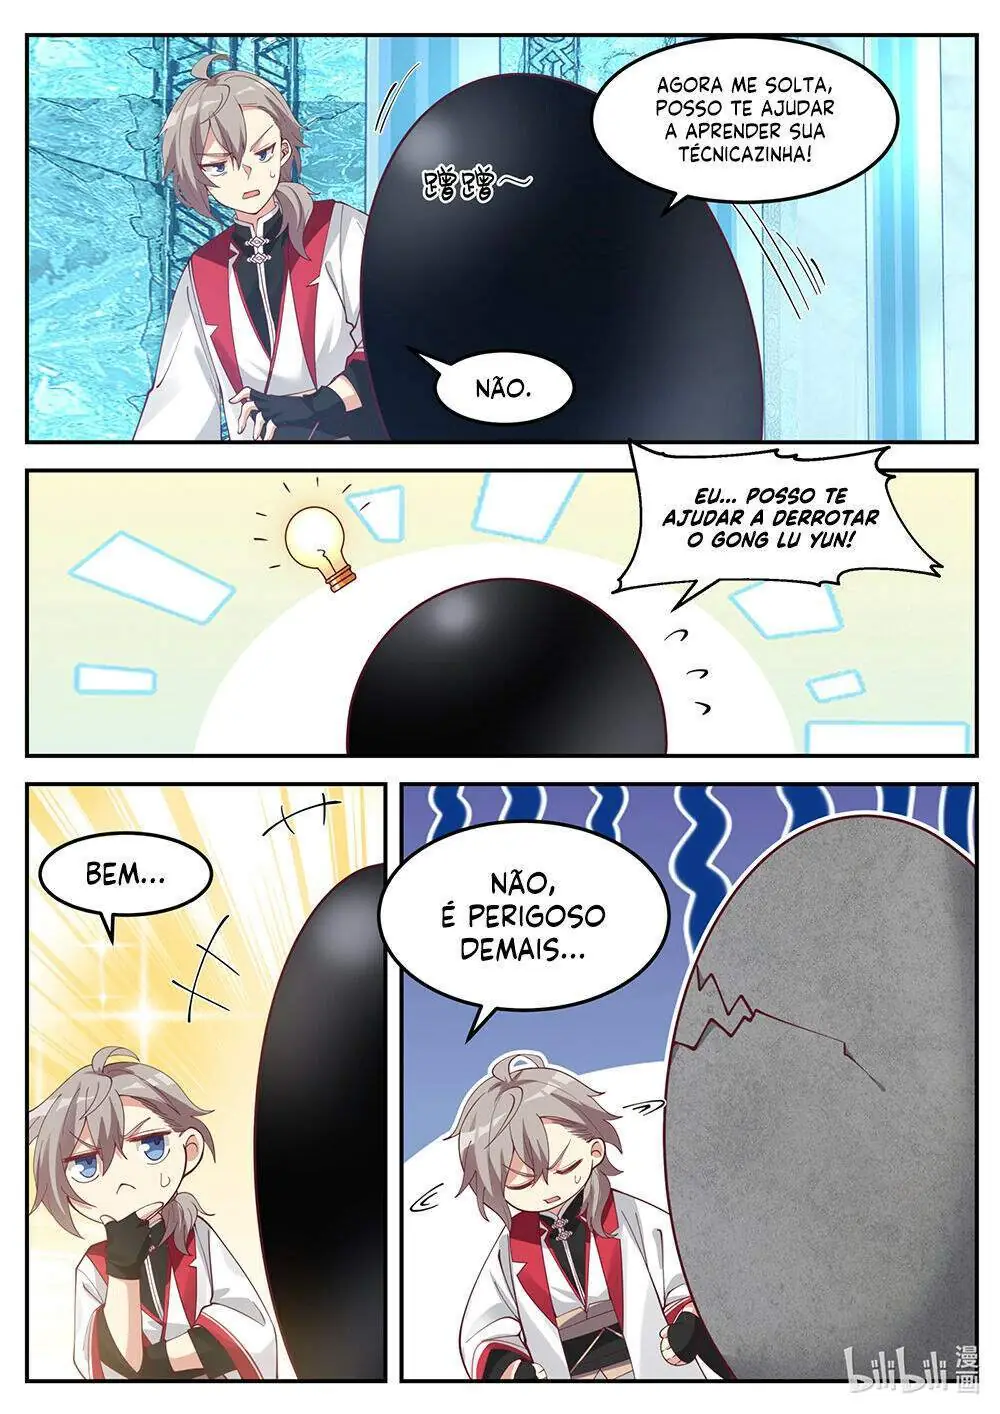 AGORA ME SOLTA,
POSSO TE AJUDAR
A APRENDER SUA
TÉCNICAZINHA!
蹭蹭~
NÃO.
EU... POSSO TE
AJUDAR A DERROTAR
O GONG LU YUN!
BEM...
NÃO,
É PERIGOSO
DEMAIS...
bilibili 漫画